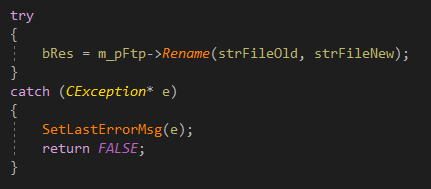 try
{
bRes = m_pFtp->Rename(strFileOld, strFileNew);
}
catch (CException* e)
{
SetLastErrorMsg(e);
return FALSE;
}